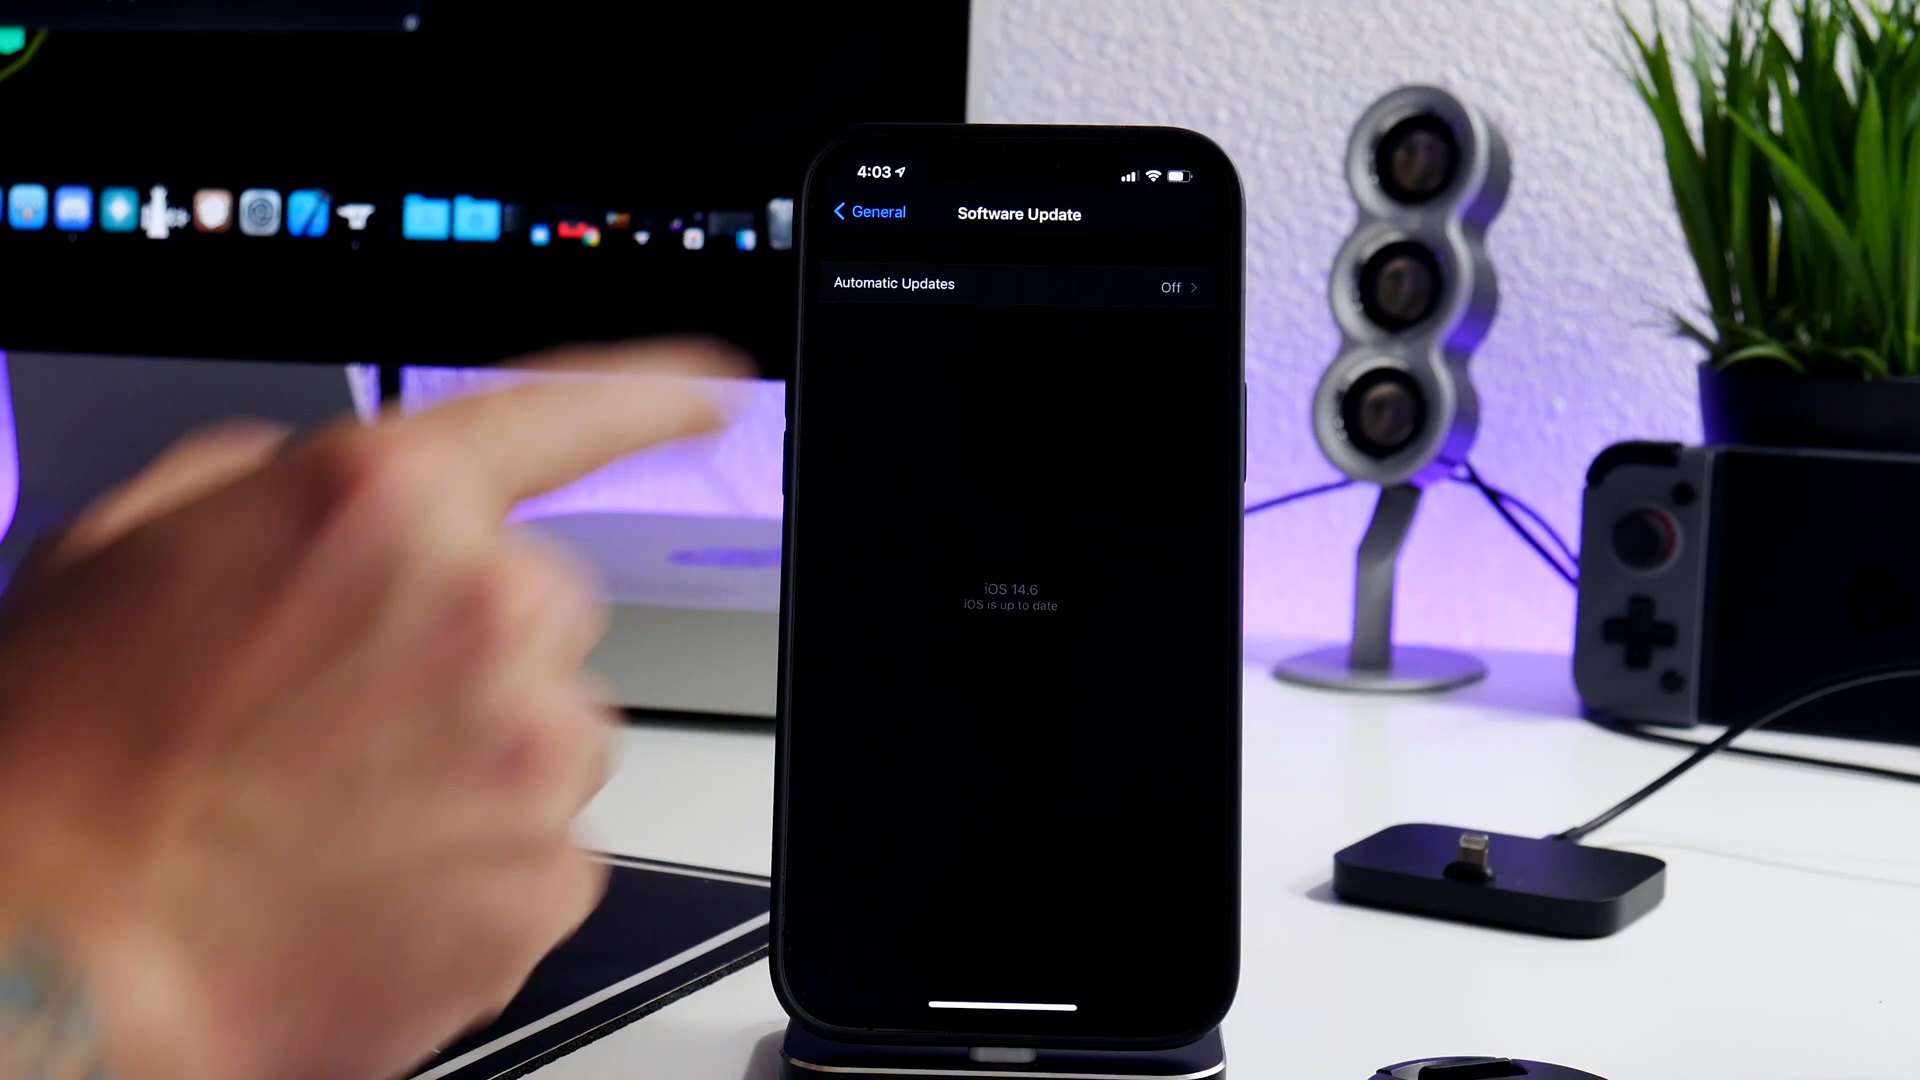 4:03
General
Software Update
Automatic Updates
Off
iOS 14.6
iOS is up to date